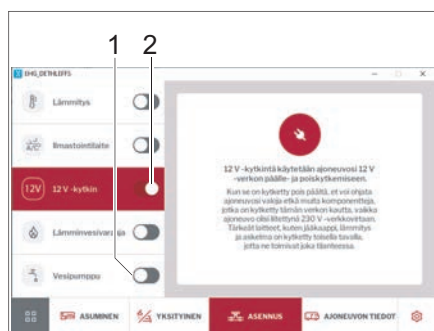 1 2
EHG_DETHLEFFS
Lämmitys
Ilmastointilaite
12V 12 V -kytkin
Lämminvesivaraaja
Vesipumppu
12 V -kytkintä käytetään ajoneuvosi 12 V
-verkon päälle- ja poiskytkemiseen.
Kun se on kytketty pois päältä, et voi ohjata
ajoneuvosi valoja etkä muita komponentteja,
jotka on kytketty tämän verkon kautta, vaikka
ajoneuvo olisi liitettynä 230 V -verkkovirtaan.
Tärkeät laitteet, kuten jääkaappi, lämmitys
ja askelma on kytketty toisella tavalla,
jotta ne toimivat joka tilanteessa.
ASUMINEN YKSITYINEN ASENNUS AJONEUVON TIEDOT